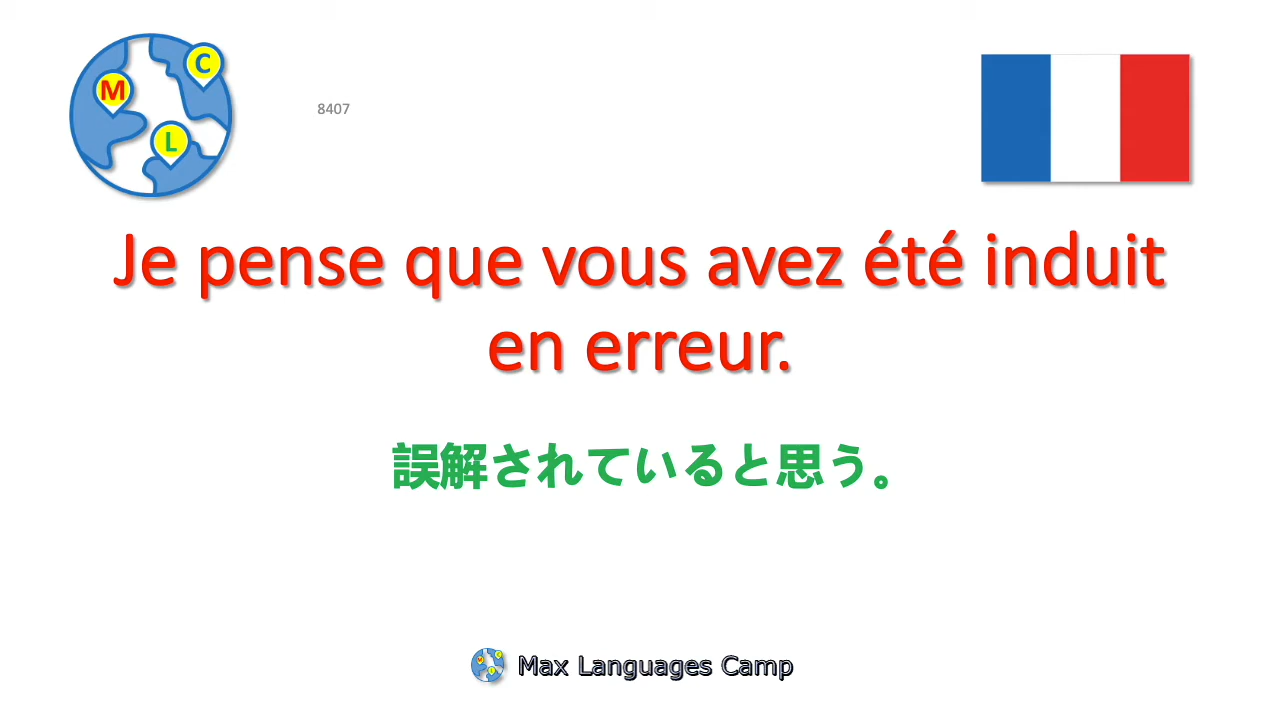 M
C
L
8407
Je pense que vous avez été induit
en erreur.
誤解されていると思う。
Max Languages Camp